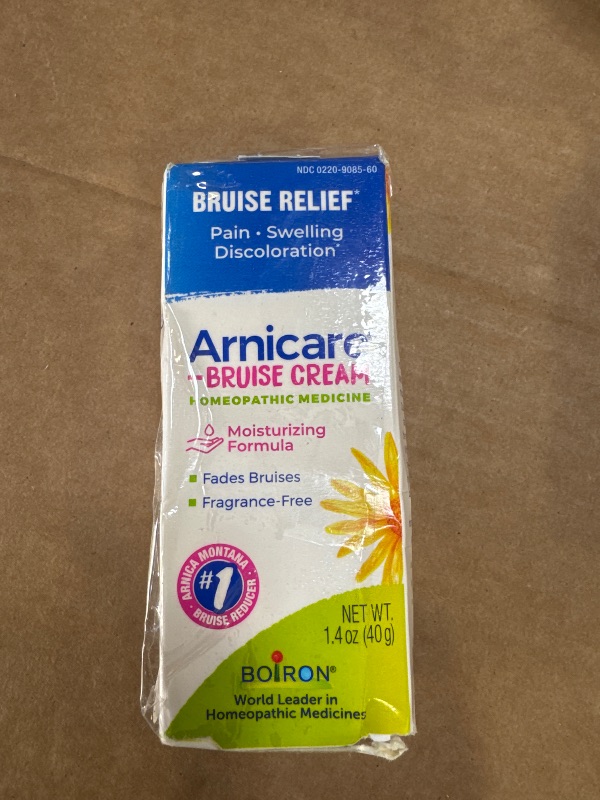 NDC 0220-9085-60
BRUISE RELIEF*
Pain • Swelling
Discoloration*
Arnicare
BRUISE CREAM
HOMEOPATHIC MEDICINE
Moisturizing
Formula
Fades Bruises
Fragrance-Free
ARNICA MONTANA
#1
BRUISE REDUCER
NET WT.
1.4 oz (40 g)
BOIRON®
World Leader in
Homeopathic Medicines